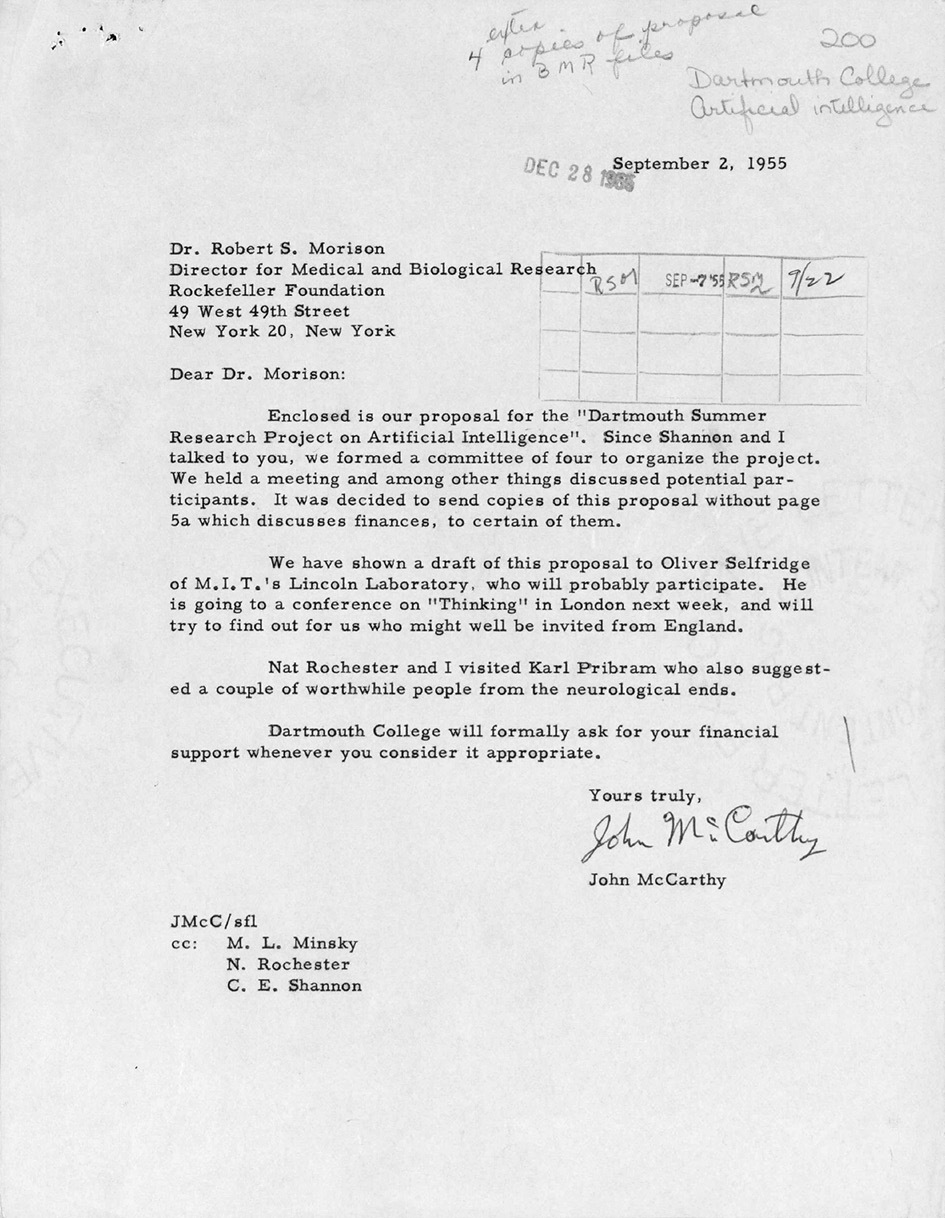 extra
4 copies of proposal
in BMR files
200
Dartmouth College
Artificial intelligence
DEC 28 1955
September 2, 1955
Dr. Robert S. Morison
Director for Medical and Biological Research
Rockefeller Foundation
49 West 49th Street
New York 20, New York
RSM SEP -7 '55 RSM 9/22
Dear Dr. Morison:
Enclosed is our proposal for the "Dartmouth Summer
Research Project on Artificial Intelligence". Since Shannon and I
talked to you, we formed a committee of four to organize the project.
We held a meeting and among other things discussed potential par-
ticipants. It was decided to send copies of this proposal without page
5a which discusses finances, to certain of them.
We have shown a draft of this proposal to Oliver Selfridge
of M.I.T.'s Lincoln Laboratory, who will probably participate. He
is going to a conference on "Thinking" in London next week, and will
try to find out for us who might well be invited from England.
Nat Rochester and I visited Karl Pribram who also suggest-
ed a couple of worthwhile people from the neurological ends.
Dartmouth College will formally ask for your financial
support whenever you consider it appropriate.
Yours truly,
John McCarthy
John McCarthy
JMcC/sfl
cc: M. L. Minsky
N. Rochester
C. E. Shannon